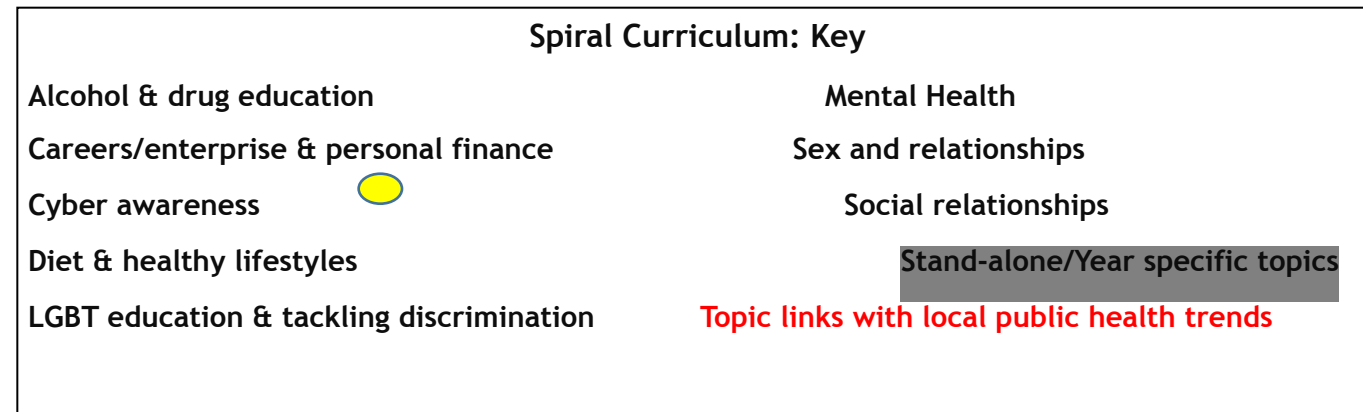 Spiral Curriculum: Key
Alcohol & drug education Mental Health
Careers/enterprise & personal finance Sex and relationships
Cyber awareness Social relationships
Diet & healthy lifestyles Stand-alone/Year specific topics
LGBT education & tackling discrimination Topic links with local public health trends